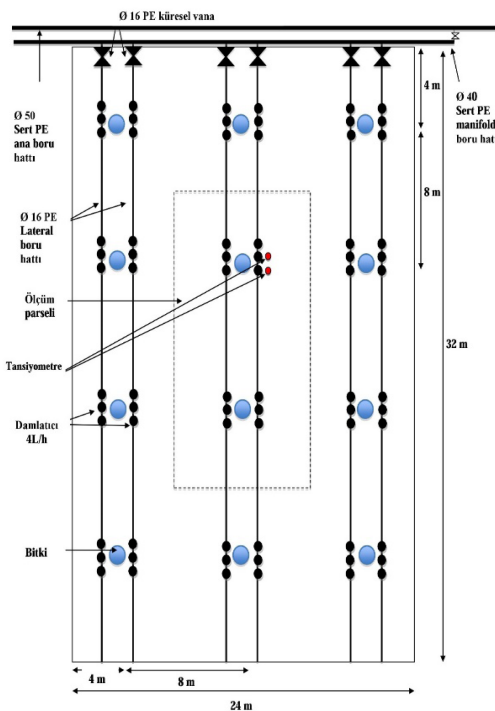 Ø 16 PE küresel vana
4 m
Ø 50
Sert PE
ana boru
hattı
Ø 40
Sert PE
manifold
boru hat
8 m
Ø 16 PE
Lateral
boru
hattı
Ölçüm
parseli
32 m
Tansiyometre
Damlatıcı
4L/h
Bitki
4 m
8 m
24 m